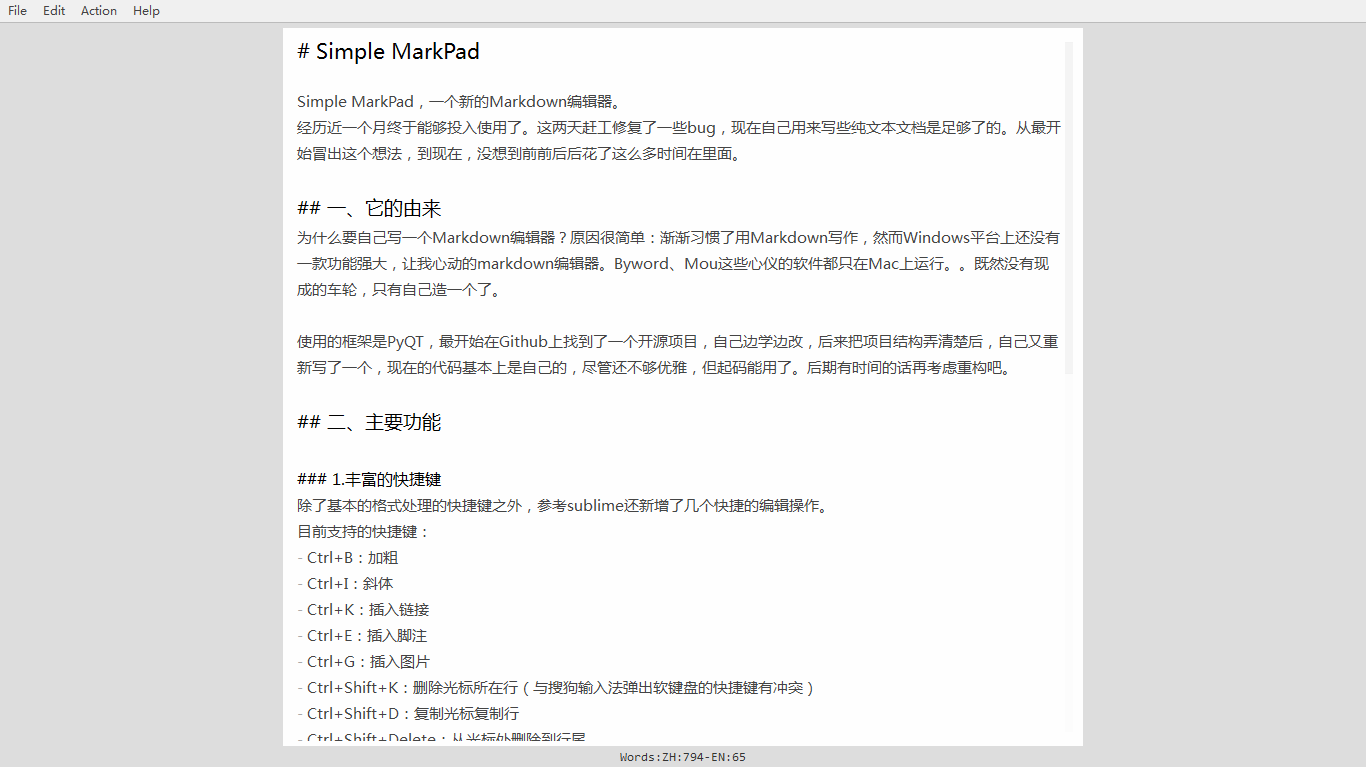 File Edit Action Help
# Simple MarkPad
Simple MarkPad，一个新的Markdown编辑器。
经历近一个月终于能够投入使用了。这两天赶工修复了一些bug，现在自己用来写些纯文本文档是足够了的。从最开
始冒出这个想法，到现在，没想到前前后后花了这么多时间在里面。
## 一、它的由来
为什么要自己写一个Markdown编辑器？原因很简单：渐渐习惯了用Markdown写作，然而Windows平台上还没有
一款功能强大，让我心动的markdown编辑器。Byword、Mou这些心仪的软件都只在Mac上运行。。既然没有现
成的车轮，只有自己造一个了。
使用的框架是PyQT，最开始在Github上找到了一个开源项目，自己边学边改，后来把项目结构弄清楚后，自己又重
新写了一个，现在的代码基本上是自己的，尽管还不够优雅，但起码能用了。后期有时间的话再考虑重构吧。
## 二、主要功能
### 1.丰富的快捷键
除了基本的格式处理的快捷键之外，参考sublime还新增了几个快捷的编辑操作。
目前支持的快捷键：
- Ctrl+B：加粗
- Ctrl+I：斜体
- Ctrl+K：插入链接
- Ctrl+E：插入脚注
- Ctrl+G：插入图片
- Ctrl+Shift+K：删除光标所在行（与搜狗输入法弹出软键盘的快捷键有冲突）
- Ctrl+Shift+D：复制光标复制行
- Ctrl+Shift+Delete：从光标处删除到行尾
Words:ZH:794-EN:65